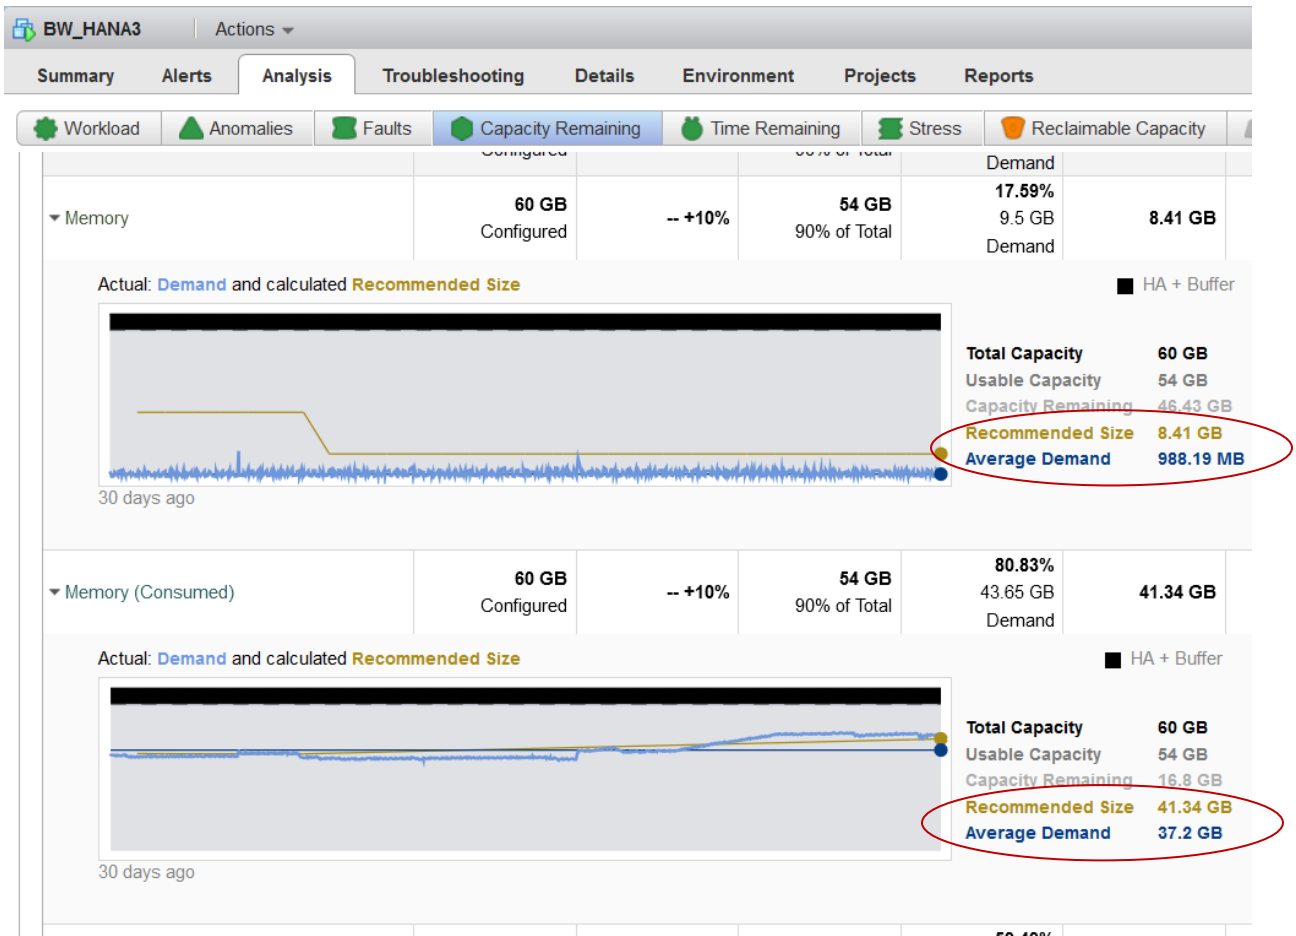 BW_HANA3 Actions
Summary Alerts Analysis Troubleshooting Details Environment Projects Reports
Workload Anomalies Faults Capacity Remaining Time Remaining Stress Reclaimable Capacity
Configured 90% of Total Demand
Memory 60 GB Configured -- +10% 54 GB 90% of Total 17.59% 9.5 GB Demand 8.41 GB
Actual: Demand and calculated Recommended Size HA + Buffer
Total Capacity 60 GB
Usable Capacity 54 GB
Capacity Remaining 46.43 GB
Recommended Size 8.41 GB
Average Demand 988.19 MB
30 days ago
Memory (Consumed) 60 GB Configured -- +10% 54 GB 90% of Total 80.83% 43.65 GB Demand 41.34 GB
Actual: Demand and calculated Recommended Size HA + Buffer
Total Capacity 60 GB
Usable Capacity 54 GB
Capacity Remaining 16.8 GB
Recommended Size 41.34 GB
Average Demand 37.2 GB
30 days ago